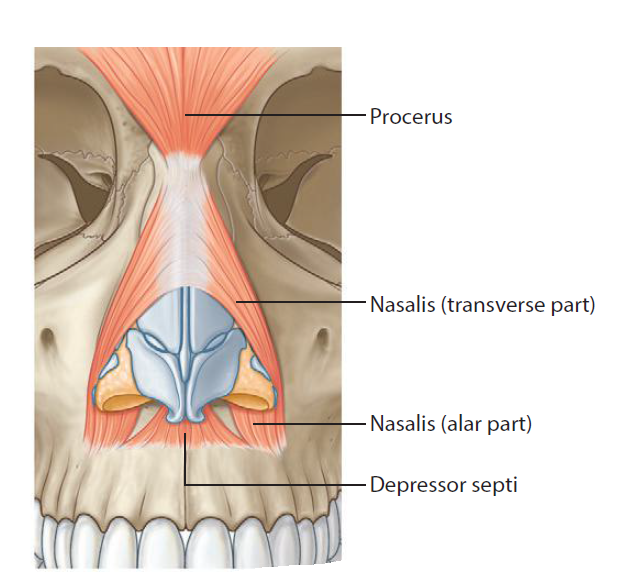 Procerus
Nasalis (transverse part)
Nasalis (alar part)
Depressor septi